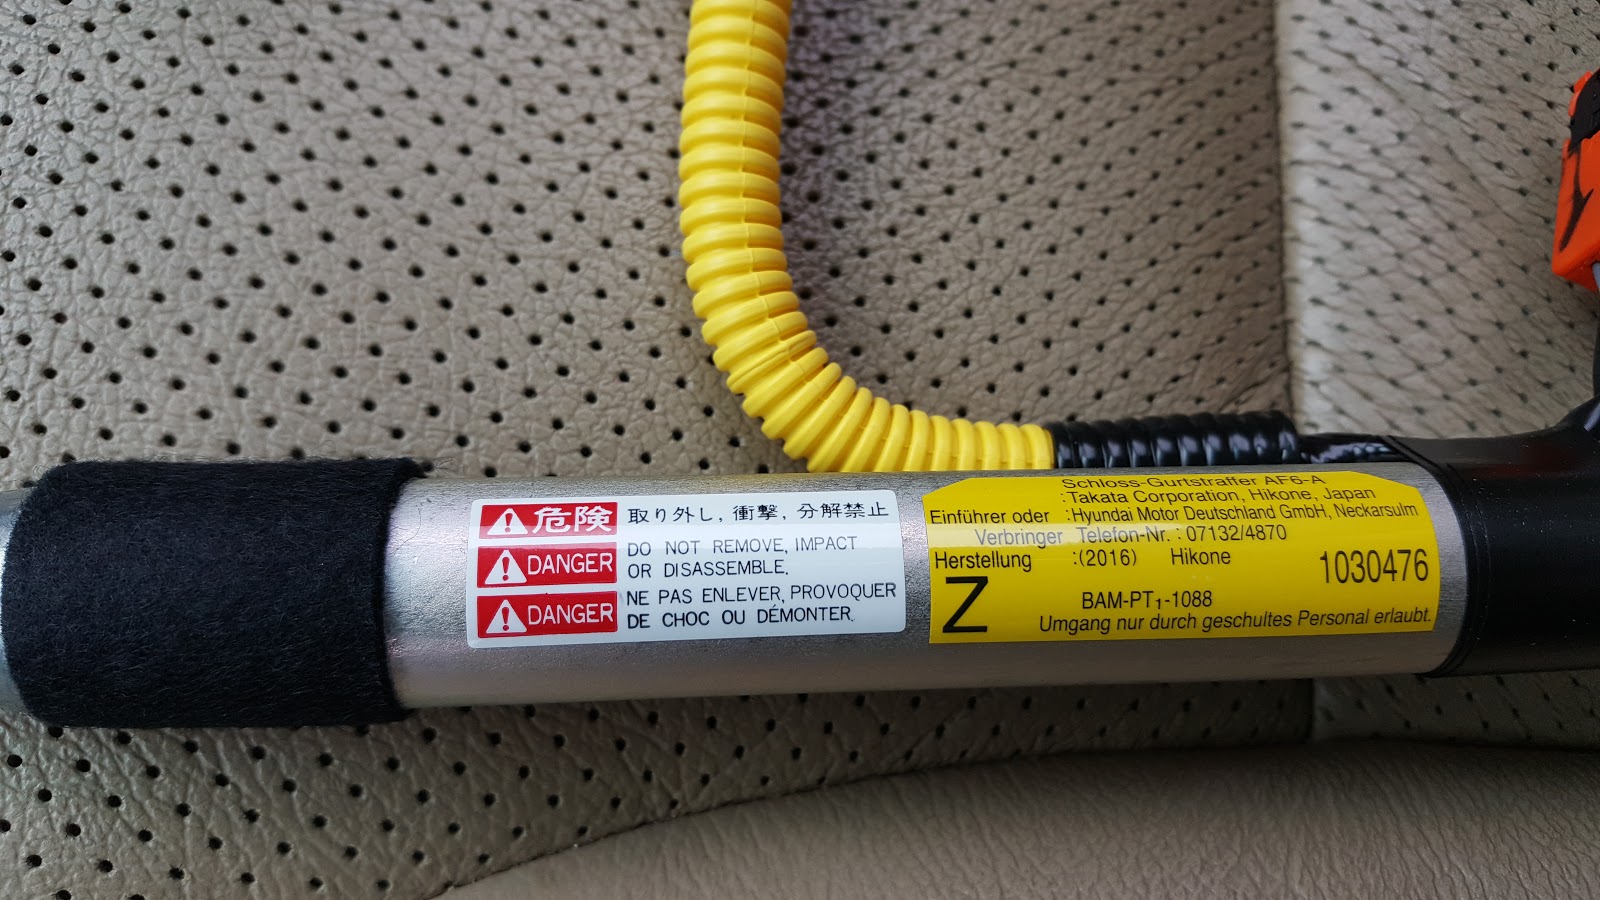 危険 取り外し, 衝撃, 分解禁止
DANGER DO NOT REMOVE, IMPACT
OR DISASSEMBLE.
DANGER NE PAS ENLEVER, PROVOQUER
DE CHOC OU DÉMONTER.
Schloss-Gurtstraffer AF6-A
:Takata Corporation, Hikone, Japan
Einführer oder :Hyundai Motor Deutschland GmbH, Neckarsulm
Verbringer Telefon-Nr. : 07132/4870
Herstellung :(2016) Hikone 1030476
Z BAM-PT₁-1088
Umgang nur durch geschultes Personal erlaubt.